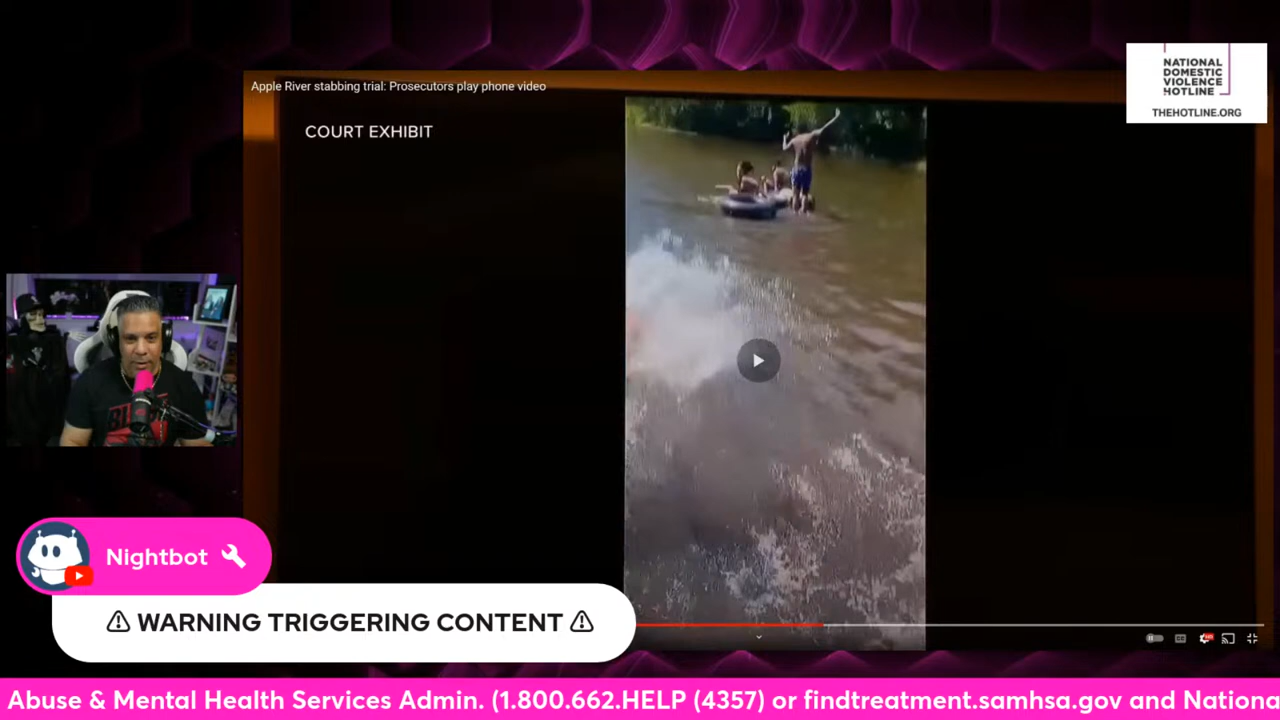 Apple River stabbing trial: Prosecutors play phone video
COURT EXHIBIT
NATIONAL
DOMESTIC
VIOLENCE
HOTLINE
THEHOTLINE.ORG
Nightbot
⚠ WARNING TRIGGERING CONTENT ⚠
Abuse & Mental Health Services Admin. (1.800.662.HELP (4357) or findtreatment.samhsa.gov and Nationa